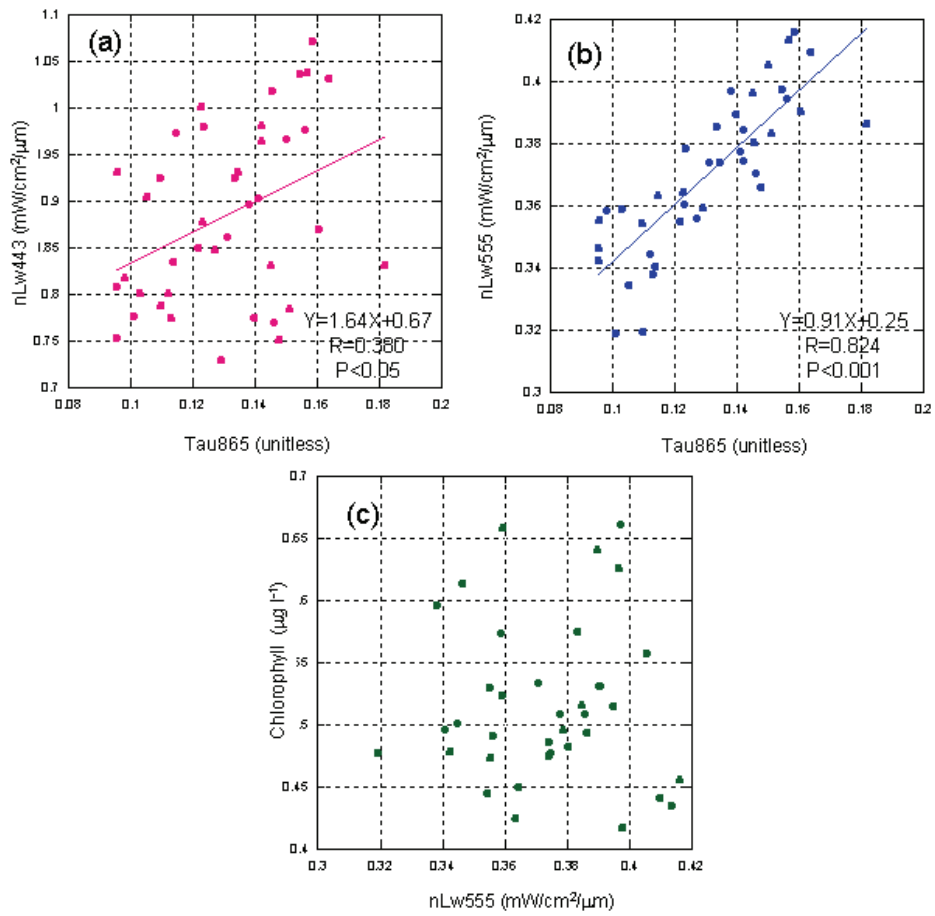 (a)
1.1
1.05
1
1.95
0.9
1.85
0.8
0.75
0.7
nLw443 (mW/cm²/μm)
Y=1.64X+0.67
R=0.380
P<0.05
0.08 0.1 0.12 0.14 0.16 0.18 0.2
Tau865 (unitless)
(b)
0.42
0.4
0.38
0.36
0.34
0.32
0.3
nLw555 (mW/cm²/μm)
Y=0.91X+0.25
R=0.824
P<0.001
0.08 0.1 0.12 0.14 0.16 0.18 0.2
Tau865 (unitless)
(c)
0.7
0.65
.6
0.5
0.45
0.4
Chlorophyll (μg l⁻¹)
0.3 0.32 0.34 0.36 0.38 0.4 0.42
nLw555 (mW/cm²/μm)